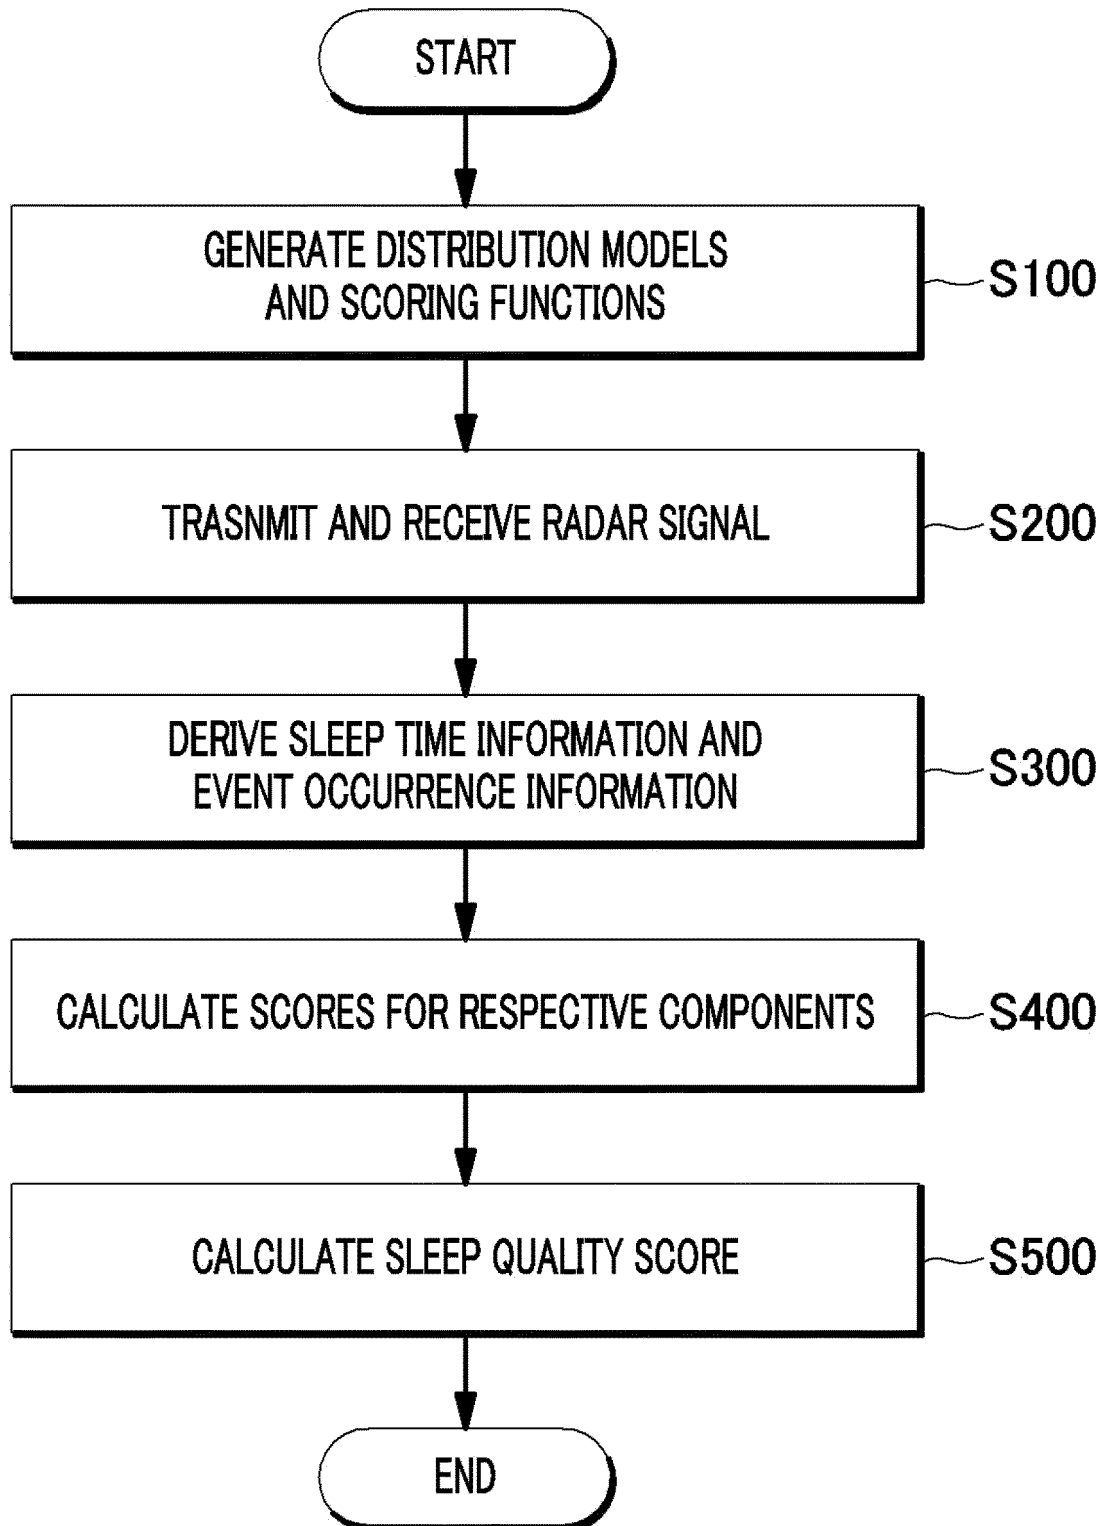 START
GENERATE DISTRIBUTION MODELS
AND SCORING FUNCTIONS
S100
TRASNMIT AND RECEIVE RADAR SIGNAL
S200
DERIVE SLEEP TIME INFORMATION AND
EVENT OCCURRENCE INFORMATION
S300
CALCULATE SCORES FOR RESPECTIVE COMPONENTS
S400
CALCULATE SLEEP QUALITY SCORE
S500
END